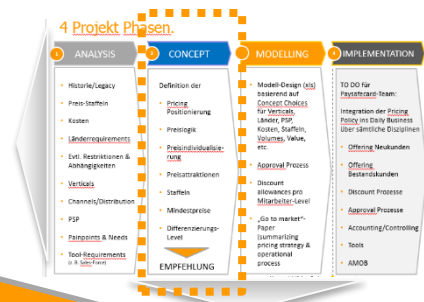 4 Projekt Phasen.
1 ANALYSIS
Historie/Legacy
Preis-Staffeln
Kosten
Länderrequirements
Evtl. Restriktionen &
Abhängigkeiten
Verticals
Channels/Distribution
PSP
Painpoints & Needs
Tool-Requirements
(z.B. Salesforce)
2 CONCEPT
Definition der
Pricing
Positionierung
Preislogik
Preisindividualisie-
rung
Preisattraktionen
Staffeln
Mindestpreise
Differenzierungs-
Level
EMPFEHLUNG
3 MODELLING
Modell-Design (xls)
basierend auf
Concept Choices
für Verticals,
Länder, PSP,
Kosten, Staffeln,
Volumes, Value,
etc.
Approval Prozess
Discount
allowances pro
Mitarbeiter-Level
„Go to market“-
Paper
(summarizing
pricing strategy &
operational
process
4 IMPLEMENTATION
TO DO für
Paysafecard-Team:
Integration der Pricing
Policy ins Daily Business
über sämtliche Disziplinen
Offering Neukunden
Offering
Bestandskunden
Discount Prozesse
Approval Prozesse
Accounting/Controlling
Tools
AMOB